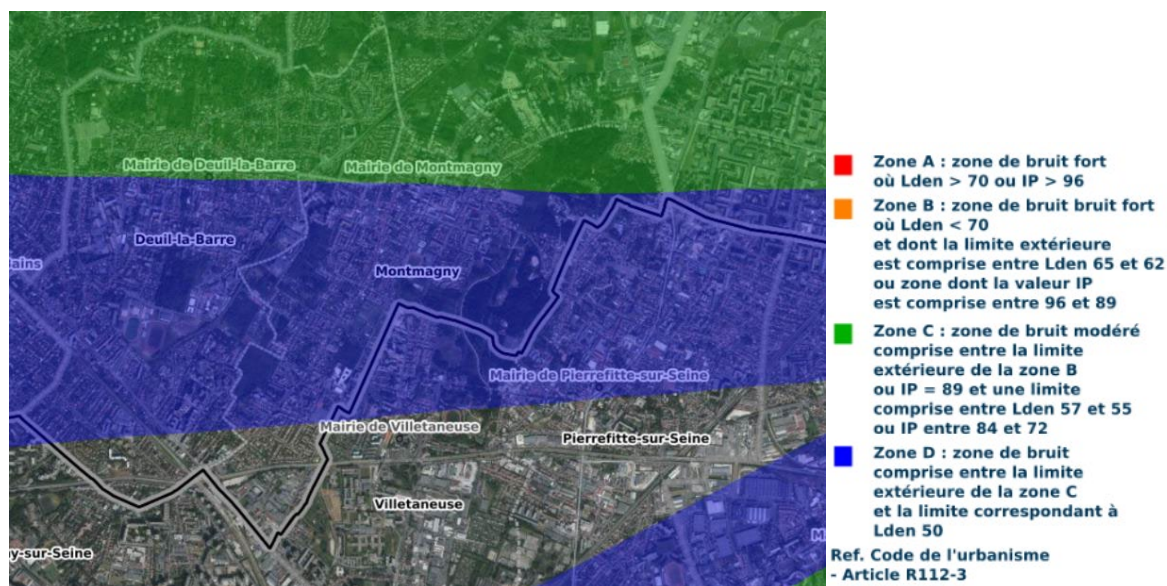 Mairie de Deuil-la-Barre
Mairie de Montmagny
Deuil-la-Barre
ains
Montmagny
Mairie de Pierrefitte-sur-Seine
Mairie de Villetaneuse
Pierrefitte-sur-Seine
Villetaneuse
M
y-sur-Seine
Zone A : zone de bruit fort
où Lden > 70 ou IP > 96
Zone B : zone de bruit bruit fort
où Lden < 70
et dont la limite extérieure
est comprise entre Lden 65 et 62
ou zone dont la valeur IP
est comprise entre 96 et 89
Zone C : zone de bruit modéré
comprise entre la limite
extérieure de la zone B
ou IP = 89 et une limite
comprise entre Lden 57 et 55
ou IP entre 84 et 72
Zone D : zone de bruit
comprise entre la limite
extérieure de la zone C
et la limite correspondant à
Lden 50
Ref. Code de l'urbanisme
- Article R112-3